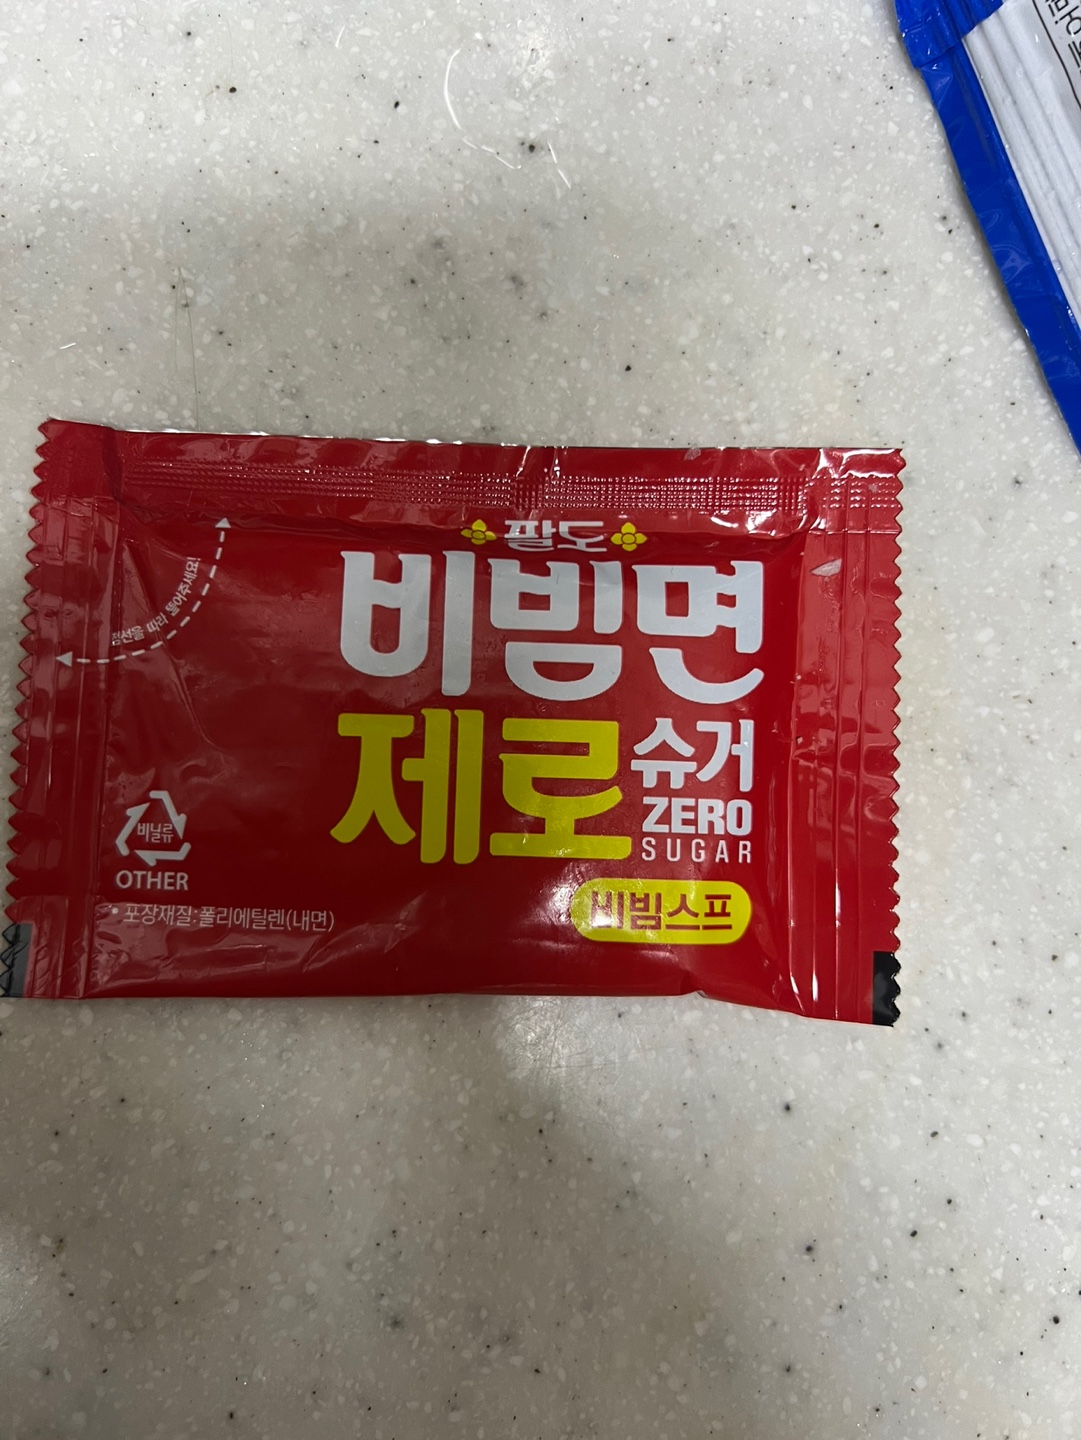 팔도
비빔면
제로 슈거
ZERO
SUGAR
비빔스프
점선을 따라 뜯어주세요!
비닐류
OTHER
• 포장재질:폴리에틸렌(내면)